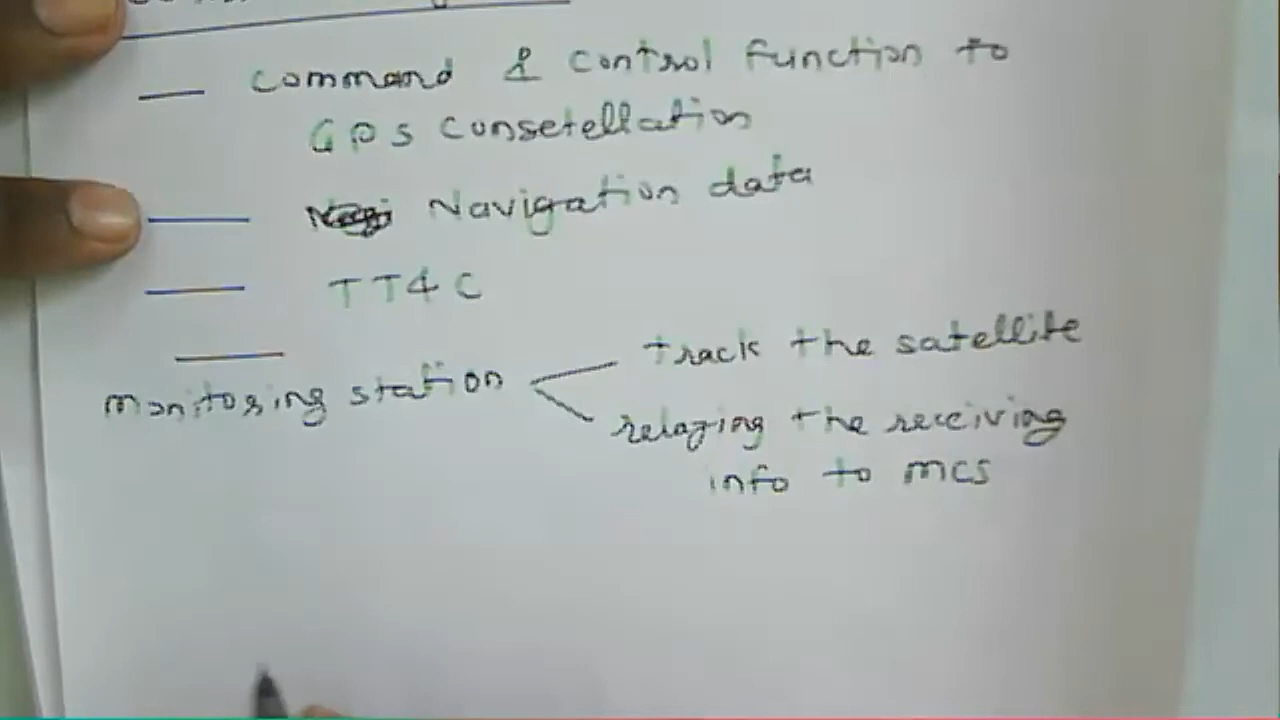 command & control function to
GPS consetellation
Navigation data
TT&C
monitoring station
track the satellite
relaying the receiving
info to mcs